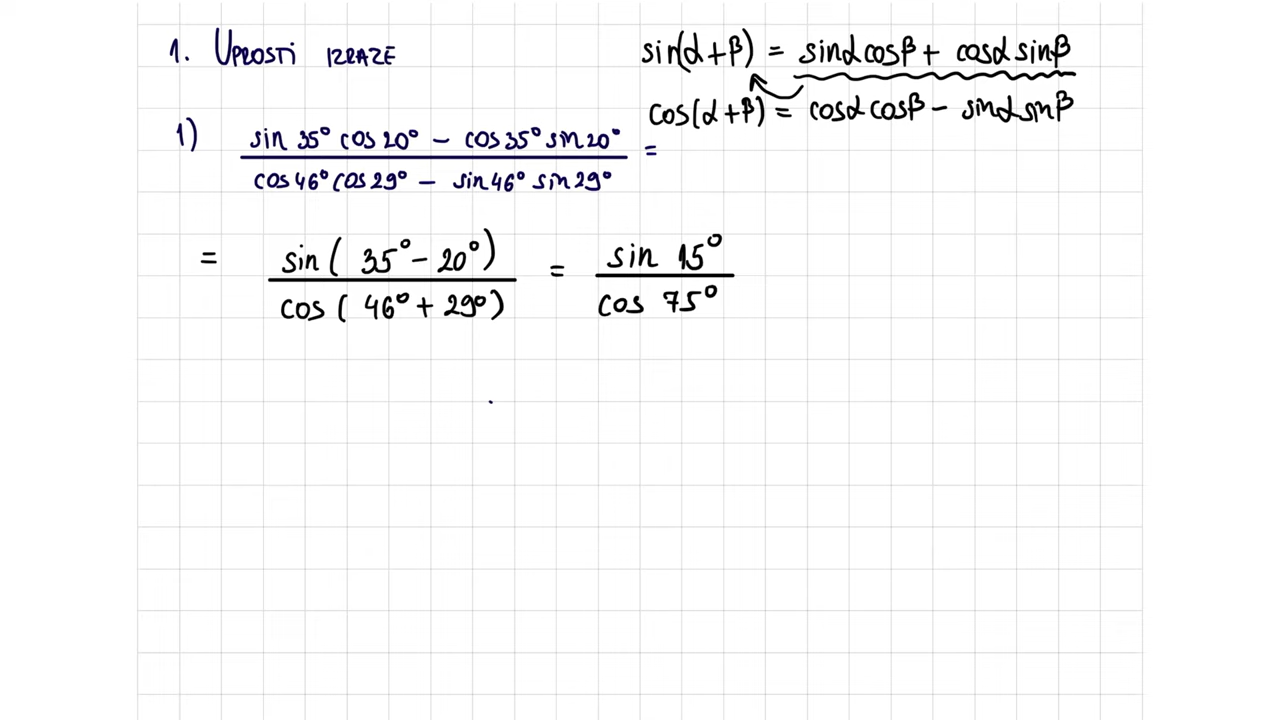 1. UPROSTI IZRAZE
sin(α+β) = sinα cosβ + cosα sinβ
cos(α+β) = cosα cosβ − sinα sinβ
1) sin 35° cos 20° − cos 35° sin 20° =
cos 46° cos 29° − sin 46° sin 29°
= sin( 35° − 20°) = sin 15°
cos( 46° + 29°) cos 75°